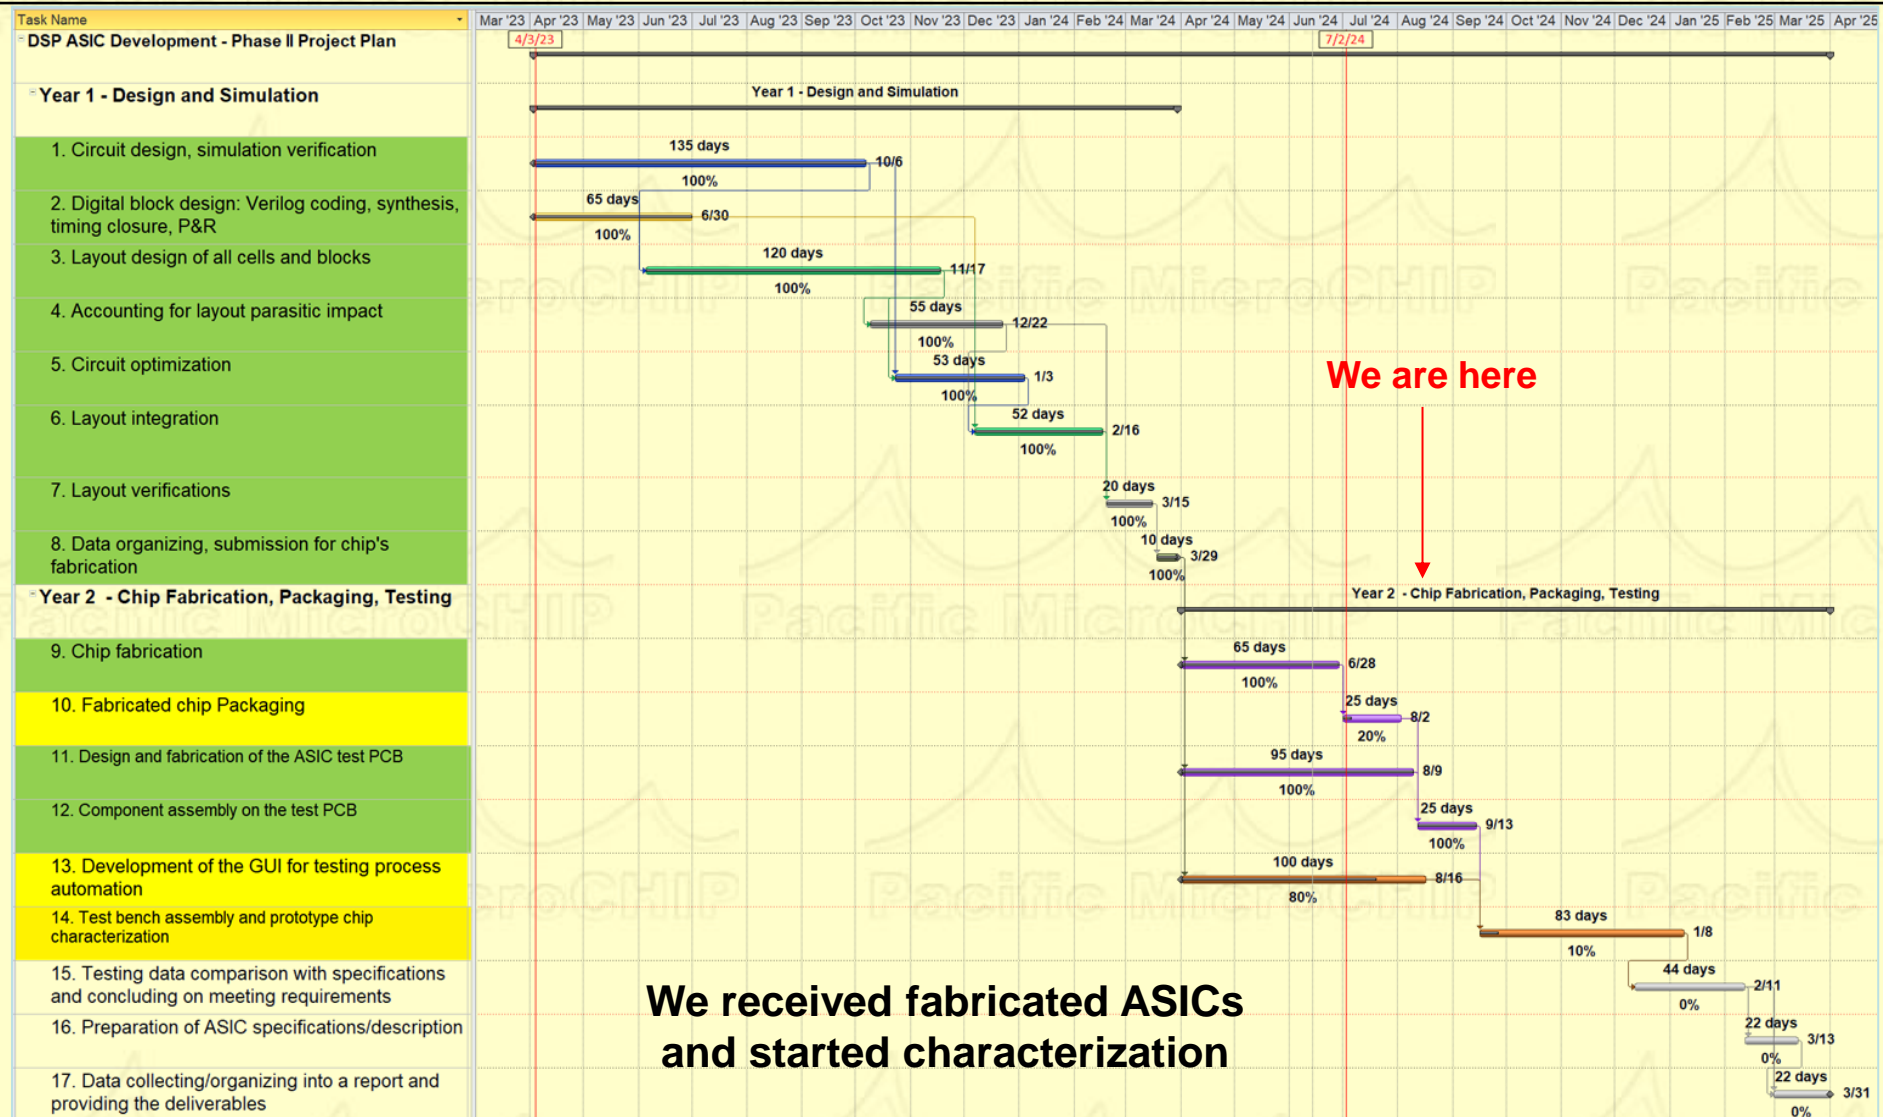 Task Name
Mar '23 Apr '23 May '23 Jun '23 Jul '23 Aug '23 Sep '23 Oct '23 Nov '23 Dec '23 Jan '24 Feb '24 Mar '24 Apr '24 May '24 Jun '24 Jul '24 Aug '24 Sep '24 Oct '24 Nov '24 Dec '24 Jan '25 Feb '25 Mar '25 Apr '25
DSP ASIC Development - Phase II Project Plan
4/3/23
7/2/24
Year 1 - Design and Simulation
Year 1 - Design and Simulation
1. Circuit design, simulation verification
135 days
10/6
100%
2. Digital block design: Verilog coding, synthesis,
timing closure, P&R
65 days
6/30
100%
3. Layout design of all cells and blocks
120 days
11/17
100%
4. Accounting for layout parasitic impact
55 days
12/22
100%
5. Circuit optimization
53 days
1/3
100%
We are here
6. Layout integration
52 days
2/16
100%
7. Layout verifications
20 days
3/15
100%
8. Data organizing, submission for chip's
fabrication
10 days
3/29
100%
Year 2 - Chip Fabrication, Packaging, Testing
Year 2 - Chip Fabrication, Packaging, Testing
9. Chip fabrication
65 days
6/28
100%
10. Fabricated chip Packaging
25 days
8/2
20%
11. Design and fabrication of the ASIC test PCB
95 days
8/9
100%
12. Component assembly on the test PCB
25 days
9/13
100%
13. Development of the GUI for testing process
automation
100 days
8/16
80%
14. Test bench assembly and prototype chip
characterization
83 days
1/8
10%
15. Testing data comparison with specifications
and concluding on meeting requirements
44 days
2/11
0%
16. Preparation of ASIC specifications/description
22 days
3/13
0%
17. Data collecting/organizing into a report and
providing the deliverables
22 days
3/31
0%
We received fabricated ASICs
and started characterization
Pacific MicroCHIP